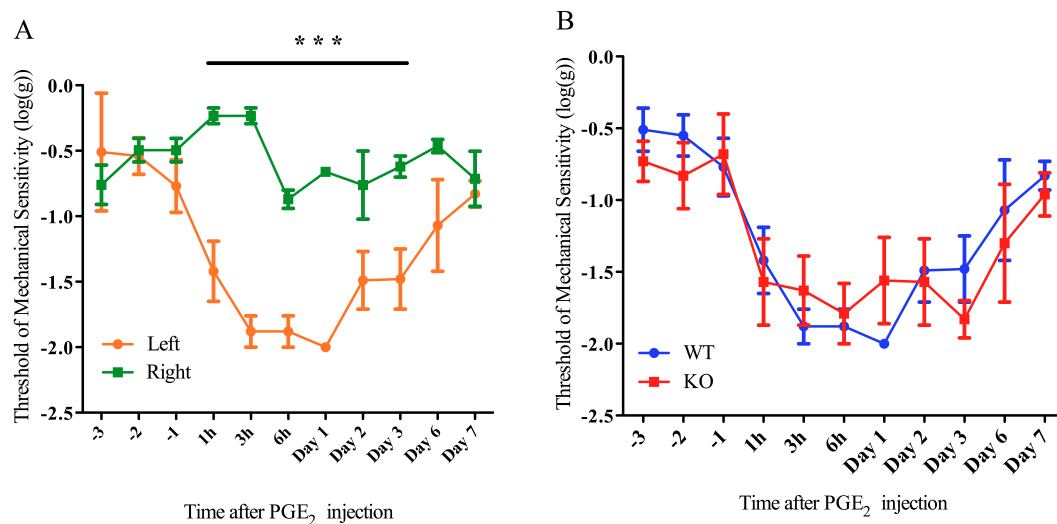 A
***
Threshold of Mechanical Sensitivity (log(g))
0.0
-0.5
-1.0
-1.5
-2.0
-2.5
Left
Right
-3 -2 -1 1h 3h 6h Day 1 Day 2 Day 3 Day 6 Day 7
Time after PGE2 injection
B
Threshold of Mechanical Sensitivity (log(g))
0.0
-0.5
-1.0
-1.5
-2.0
-2.5
WT
KO
-3 -2 -1 1h 3h 6h Day 1 Day 2 Day 3 Day 6 Day 7
Time after PGE2 injection